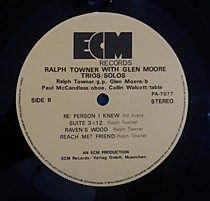 ECM
RECORDS
RALPH TOWNER WITH GLEN MOORE
TRIOS/SOLOS
Ralph Towner/g.p, Glen Moore/b
Paul McCandless/oboe, Collin Walcott/tabla
PA-7077
SIDE B
STEREO
RE: PERSON I KNEW (Bill Evans)
SUITE 3×12 (Ralph Towner)
RAVEN'S WOOD (Ralph Towner)
REACH ME? FRIEND (Ralph Towner)
AN ECM PRODUCTION
ECM Records: Verlag GmbH, Muenchen